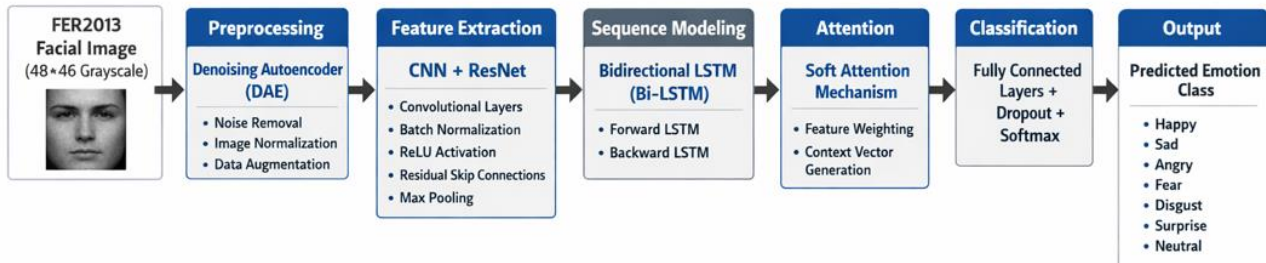 FER2013
Facial Image
(48*46 Grayscale)
Preprocessing
Denoising Autoencoder
(DAE)
• Noise Removal
• Image Normalization
• Data Augmentation
Feature Extraction
CNN + ResNet
• Convolutional Layers
• Batch Normalization
• ReLU Activation
• Residual Skip Connections
• Max Pooling
Sequence Modeling
Bidirectional LSTM
(Bi-LSTM)
• Forward LSTM
• Backward LSTM
Attention
Soft Attention
Mechanism
• Feature Weighting
• Context Vector
Generation
Classification
Fully Connected
Layers +
Dropout +
Softmax
Output
Predicted Emotion
Class
• Happy
• Sad
• Angry
• Fear
• Disgust
• Surprise
• Neutral